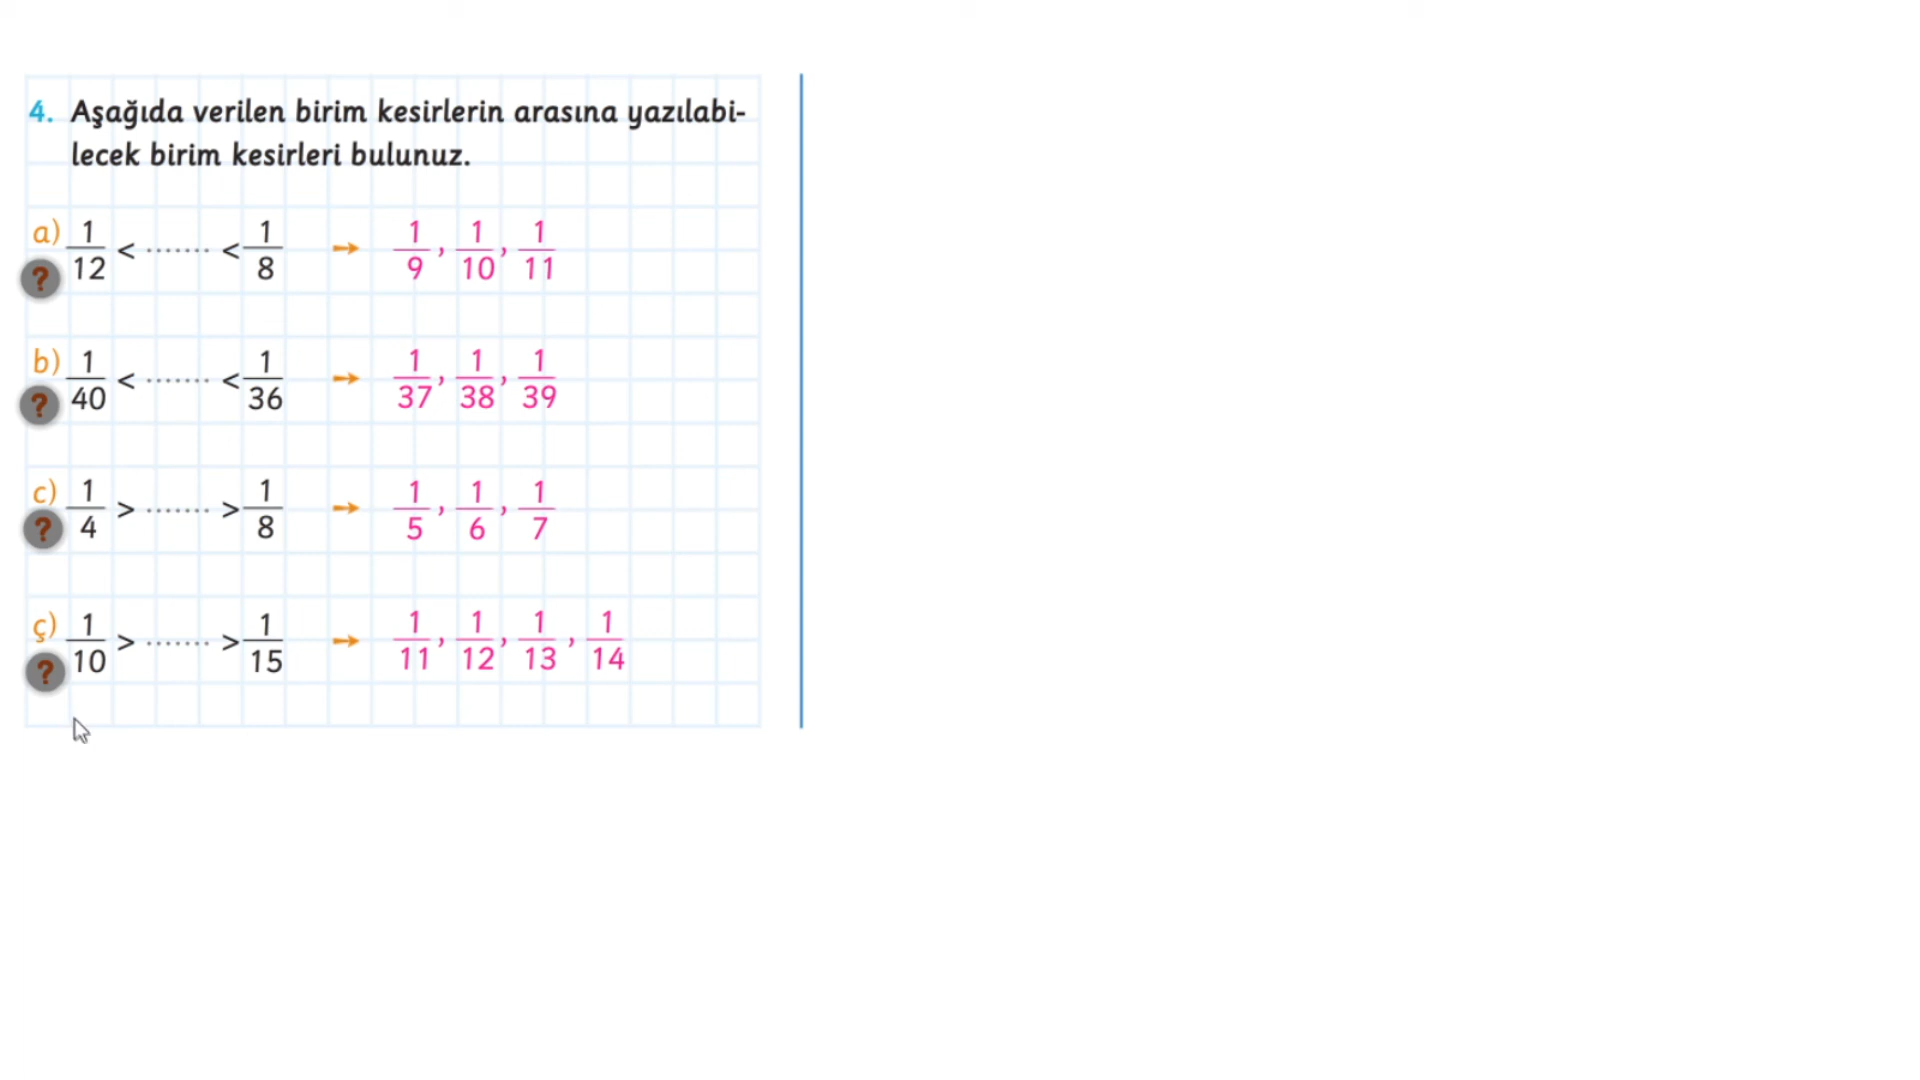 4. Aşağıda verilen birim kesirlerin arasına yazılabi-
lecek birim kesirleri bulunuz.
a) 1/12 < ....... < 1/8 → 1/9, 1/10, 1/11
?
b) 1/40 < ....... < 1/36 → 1/37, 1/38, 1/39
?
c) 1/4 > ....... > 1/8 → 1/5, 1/6, 1/7
?
ç) 1/10 > ....... > 1/15 → 1/11, 1/12, 1/13, 1/14
?